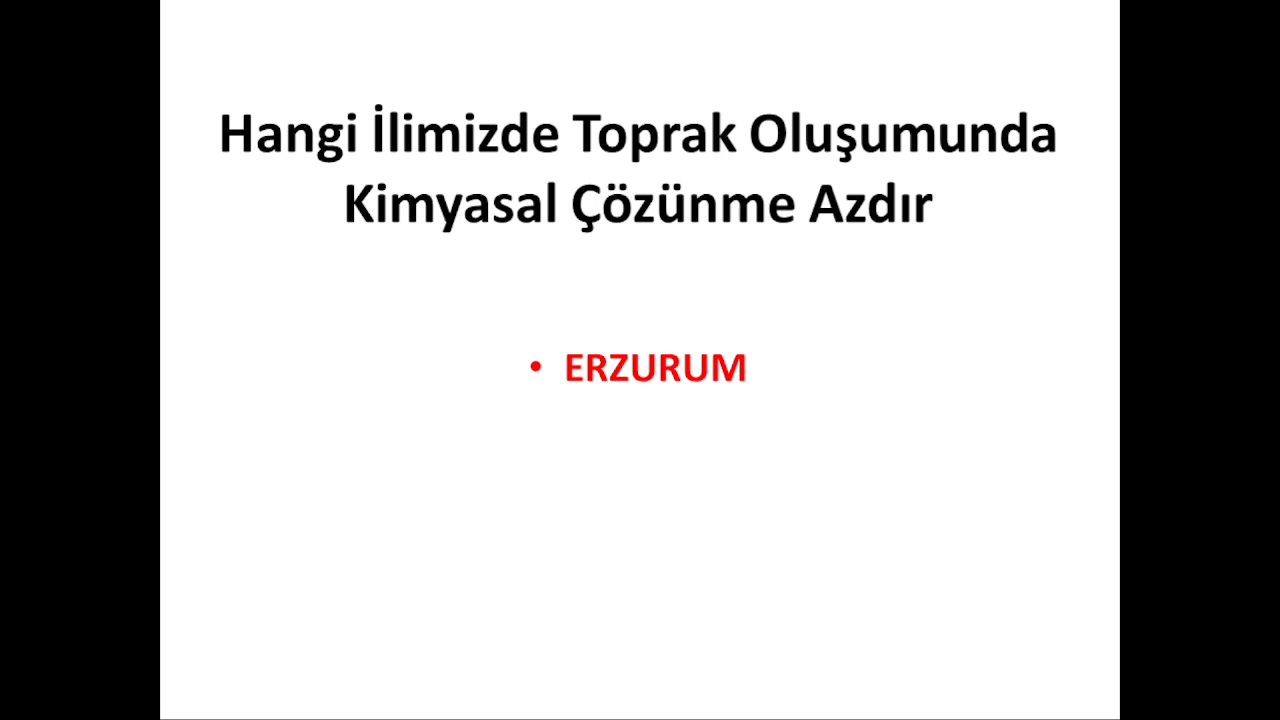 Hangi İlimizde Toprak Oluşumunda
Kimyasal Çözünme Azdır
• ERZURUM